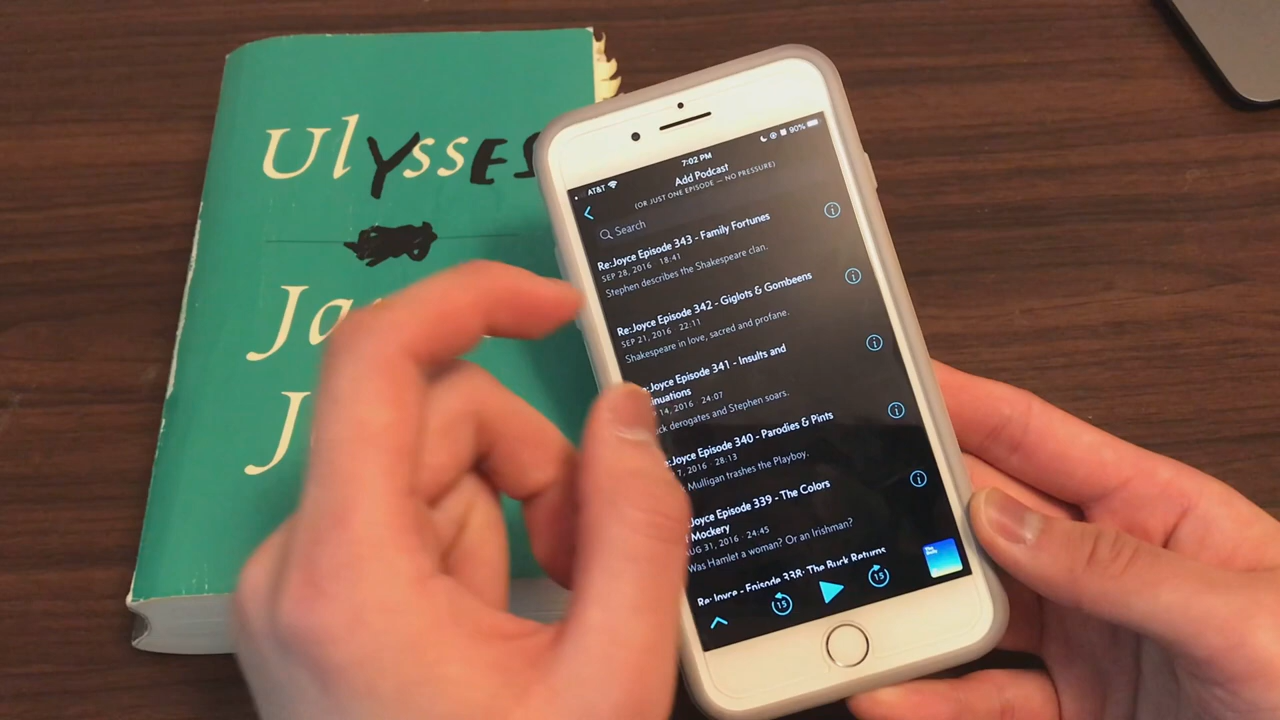 UlYssES
Ja
J
AT&T
7:02 PM
90%
Add Podcast
(OR JUST ONE EPISODE — NO PRESSURE)
Search
Re:Joyce Episode 343 - Family Fortunes
SEP 28, 2016 · 18:41
Stephen describes the Shakespeare clan.
Re:Joyce Episode 342 - Giglots & Gombeens
SEP 21, 2016 · 22:11
Shakespeare in love, sacred and profane.
:Joyce Episode 341 - Insults and
inuations
14, 2016 · 24:07
ck derogates and Stephen soars.
e:Joyce Episode 340 - Parodies & Pints
7, 2016 · 28:13
Mulligan trashes the Playboy.
Joyce Episode 339 - The Colors
f Mockery
UG 31, 2016 · 24:45
Was Hamlet a woman? Or an Irishman?
Re:Joyce - Episode 338: The Buck Returns
15
15